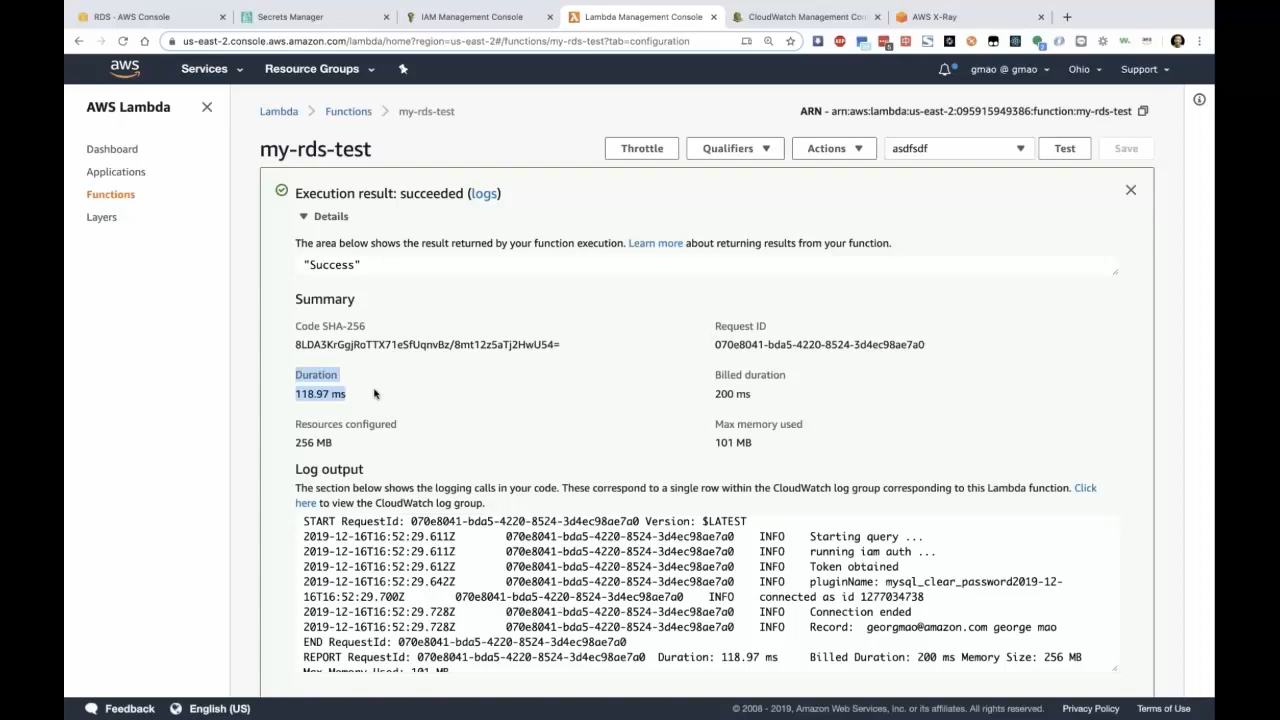 RDS - AWS Console
Secrets Manager
IAM Management Console
Lambda Management Console
CloudWatch Management Con
AWS X-Ray
us-east-2.console.aws.amazon.com/lambda/home?region=us-east-2#/functions/my-rds-test?tab=configuration
aws
Services
Resource Groups
gmao @ gmao
Ohio
Support
AWS Lambda
Dashboard
Applications
Functions
Layers
Lambda > Functions > my-rds-test
ARN - arn:aws:lambda:us-east-2:095915949386:function:my-rds-test
my-rds-test
Throttle
Qualifiers
Actions
asdfsdf
Test
Save
Execution result: succeeded (logs)
Details
The area below shows the result returned by your function execution. Learn more about returning results from your function.
"Success"
Summary
Code SHA-256
8LDA3KrGgjRoTTX71eSfUqnvBz/8mt12z5aTj2HwU54=
Request ID
070e8041-bda5-4220-8524-3d4ec98ae7a0
Duration
118.97 ms
Billed duration
200 ms
Resources configured
256 MB
Max memory used
101 MB
Log output
The section below shows the logging calls in your code. These correspond to a single row within the CloudWatch log group corresponding to this Lambda function. Click
here to view the CloudWatch log group.
START RequestId: 070e8041-bda5-4220-8524-3d4ec98ae7a0 Version: $LATEST
2019-12-16T16:52:29.611Z 070e8041-bda5-4220-8524-3d4ec98ae7a0 INFO Starting query ...
2019-12-16T16:52:29.611Z 070e8041-bda5-4220-8524-3d4ec98ae7a0 INFO running iam auth ...
2019-12-16T16:52:29.612Z 070e8041-bda5-4220-8524-3d4ec98ae7a0 INFO Token obtained
2019-12-16T16:52:29.642Z 070e8041-bda5-4220-8524-3d4ec98ae7a0 INFO pluginName: mysql_clear_password2019-12-
16T16:52:29.700Z 070e8041-bda5-4220-8524-3d4ec98ae7a0 INFO connected as id 1277034738
2019-12-16T16:52:29.728Z 070e8041-bda5-4220-8524-3d4ec98ae7a0 INFO Connection ended
2019-12-16T16:52:29.728Z 070e8041-bda5-4220-8524-3d4ec98ae7a0 INFO Record: georgmao@amazon.com george mao
END RequestId: 070e8041-bda5-4220-8524-3d4ec98ae7a0
REPORT RequestId: 070e8041-bda5-4220-8524-3d4ec98ae7a0 Duration: 118.97 ms Billed Duration: 200 ms Memory Size: 256 MB
Max Memory Used: 101 MB
Feedback
English (US)
© 2008 - 2019, Amazon Web Services, Inc. or its affiliates. All rights reserved.
Privacy Policy
Terms of Use